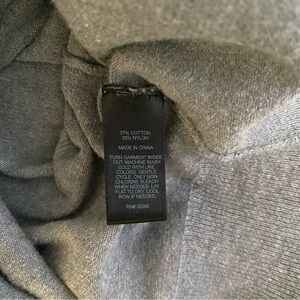 77% COTTON
23% NYLON
MADE IN CHINA
TURN GARMENT INSIDE
OUT. MACHINE WASH
COLD WITH LIKE
COLORS. GENTLE
CYCLE. ONLY NON
CHLORINE BLEACH
WHEN NEEDED. LAY
FLAT TO DRY. COOL
IRON IF NEEDED.
RN#